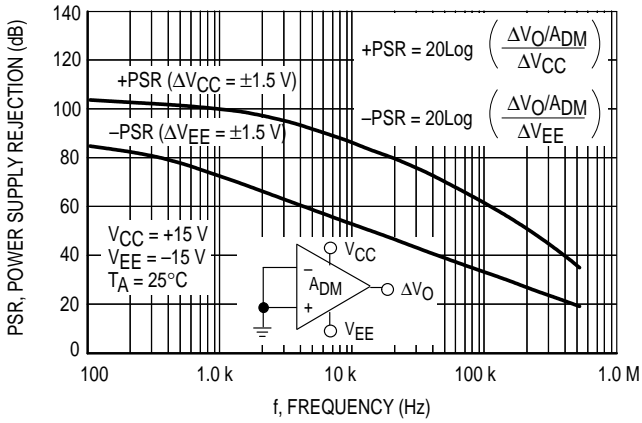 PSR, POWER SUPPLY REJECTION (dB)
140
120
100
80
60
40
20
0
+PSR = 20Log (ΔVO/ADM / ΔVCC)
+PSR (ΔVCC = ±1.5 V)
–PSR = 20Log (ΔVO/ADM / ΔVEE)
–PSR (ΔVEE = ±1.5 V)
VCC = +15 V
VEE = –15 V
TA = 25°C
VCC
–
ADM
+
ΔVO
VEE
100 1.0 k 10 k 100 k 1.0 M
f, FREQUENCY (Hz)